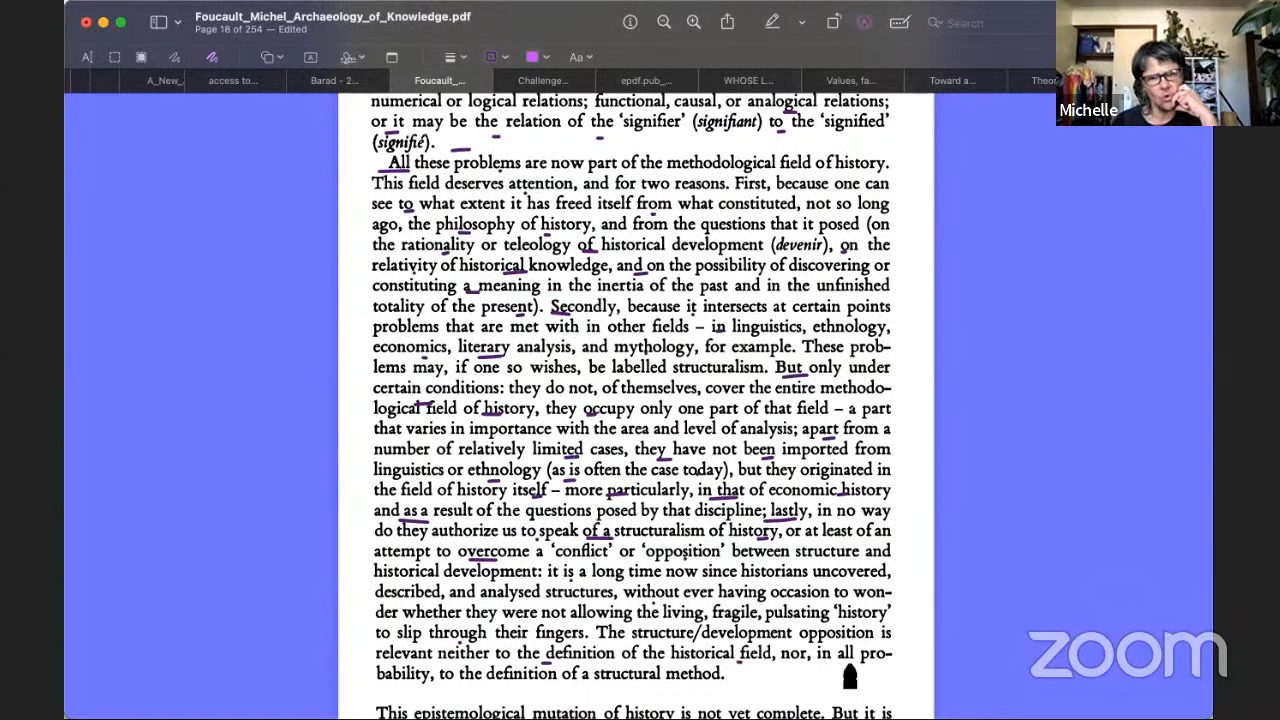 Foucault_Michel_Archaeology_of_Knowledge.pdf
Page 18 of 254 — Edited
Search
Aa
A_New_
access to...
Barad - 2...
Foucault_...
Challenge...
epdf.pub_...
WHOSE L...
Values, fa...
Toward a...
Theor
Michelle
numerical or logical relations; functional, causal, or analogical relations;
or it may be the relation of the ‘signifier’ (signifiant) to the ‘signified’
(signifié).
All these problems are now part of the methodological field of history.
This field deserves attention, and for two reasons. First, because one can
see to what extent it has freed itself from what constituted, not so long
ago, the philosophy of history, and from the questions that it posed (on
the rationality or teleology of historical development (devenir), on the
relativity of historical knowledge, and on the possibility of discovering or
constituting a meaning in the inertia of the past and in the unfinished
totality of the present). Secondly, because it intersects at certain points
problems that are met with in other fields – in linguistics, ethnology,
economics, literary analysis, and mythology, for example. These prob-
lems may, if one so wishes, be labelled structuralism. But only under
certain conditions: they do not, of themselves, cover the entire methodo-
logical field of history, they occupy only one part of that field – a part
that varies in importance with the area and level of analysis; apart from a
number of relatively limited cases, they have not been imported from
linguistics or ethnology (as is often the case today), but they originated in
the field of history itself – more particularly, in that of economic history
and as a result of the questions posed by that discipline; lastly, in no way
do they authorize us to speak of a structuralism of history, or at least of an
attempt to overcome a ‘conflict’ or ‘opposition’ between structure and
historical development: it is a long time now since historians uncovered,
described, and analysed structures, without ever having occasion to won-
der whether they were not allowing the living, fragile, pulsating ‘history’
to slip through their fingers. The structure/development opposition is
relevant neither to the definition of the historical field, nor, in all pro-
bability, to the definition of a structural method.
This epistemological mutation of history is not yet complete. But it is
zoom